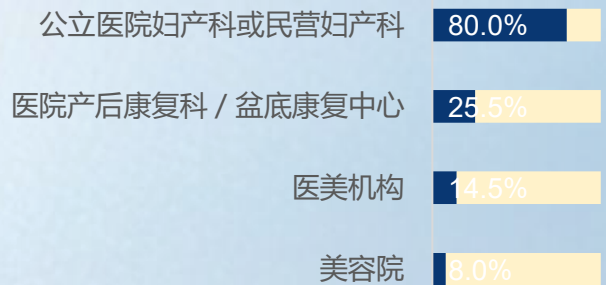 公立医院妇产科或民营妇产科 80.0%
医院产后康复科 / 盆底康复中心 25.5%
医美机构 14.5%
美容院 8.0%